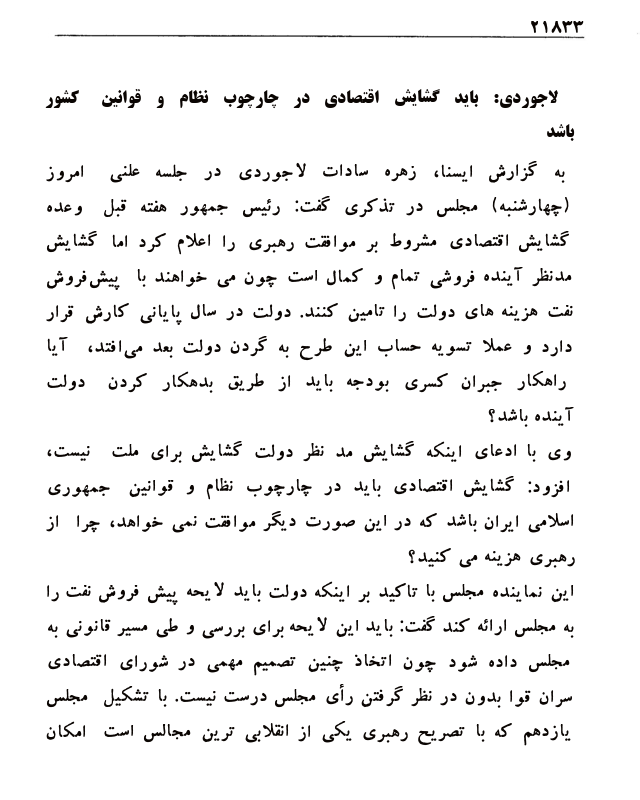 ۲۱۸۳۳
لاجوردی: باید گشایش اقتصادی در چارچوب نظام و قوانین کشور
باشد
به گزارش ایسنا، زهره سادات لاجوردی در جلسه علنی امروز
(چهارشنبه) مجلس در تذکری گفت: رئیس جمهور هفته قبل وعده
گشایش اقتصادی مشروط بر موافقت رهبری را اعلام کرد اما گشایش
مدنظر آینده فروشی تمام و کمال است چون می خواهند با پیش‌فروش
نفت هزینه های دولت را تامین کنند. دولت در سال پایانی کارش قرار
دارد و عملا تسویه حساب این طرح به گردن دولت بعد می‌افتد، آیا
راهکار جبران کسری بودجه باید از طریق بدهکار کردن دولت
آینده باشد؟
وی با ادعای اینکه گشایش مد نظر دولت گشایش برای ملت نیست،
افزود: گشایش اقتصادی باید در چارچوب نظام و قوانین جمهوری
اسلامی ایران باشد که در این صورت دیگر موافقت نمی خواهد، چرا از
رهبری هزینه می کنید؟
این نماینده مجلس با تاکید بر اینکه دولت باید لایحه پیش فروش نفت را
به مجلس ارائه کند گفت: باید این لایحه برای بررسی و طی مسیر قانونی به
مجلس داده شود چون اتخاذ چنین تصمیم مهمی در شورای اقتصادی
سران قوا بدون در نظر گرفتن رأی مجلس درست نیست. با تشکیل مجلس
یازدهم که با تصریح رهبری یکی از انقلابی ترین مجالس است امکان